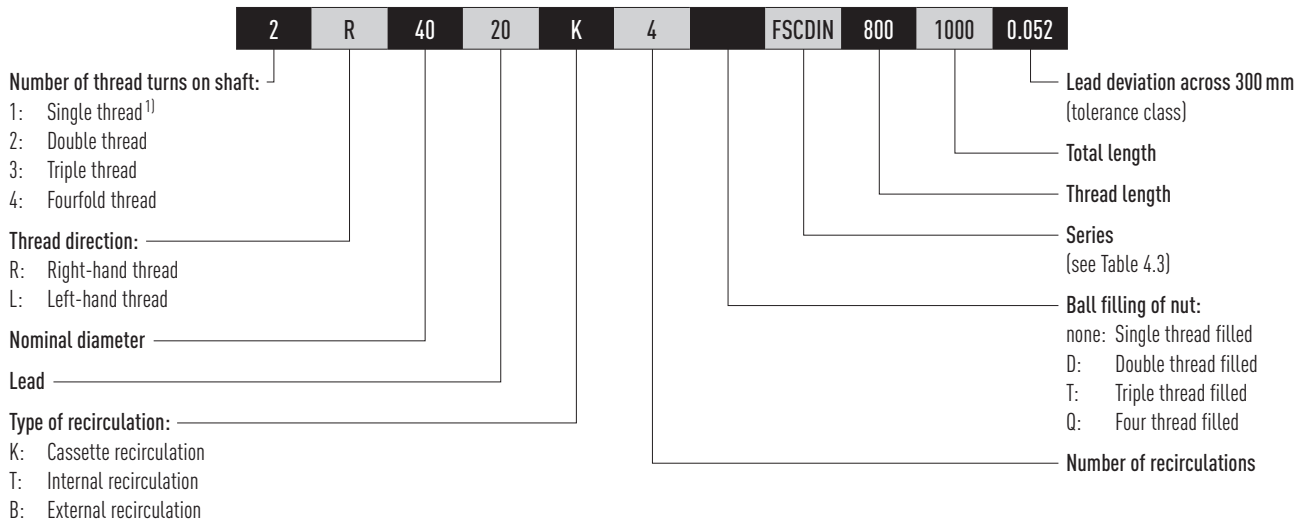 2 R 40 20 K 4 FSCDIN 800 1000 0.052
Number of thread turns on shaft:
1: Single thread 1)
2: Double thread
3: Triple thread
4: Fourfold thread
Thread direction:
R: Right-hand thread
L: Left-hand thread
Nominal diameter
Lead
Type of recirculation:
K: Cassette recirculation
T: Internal recirculation
B: External recirculation
Lead deviation across 300 mm
(tolerance class)
Total length
Thread length
Series
(see Table 4.3)
Ball filling of nut:
none: Single thread filled
D: Double thread filled
T: Triple thread filled
Q: Four thread filled
Number of recirculations